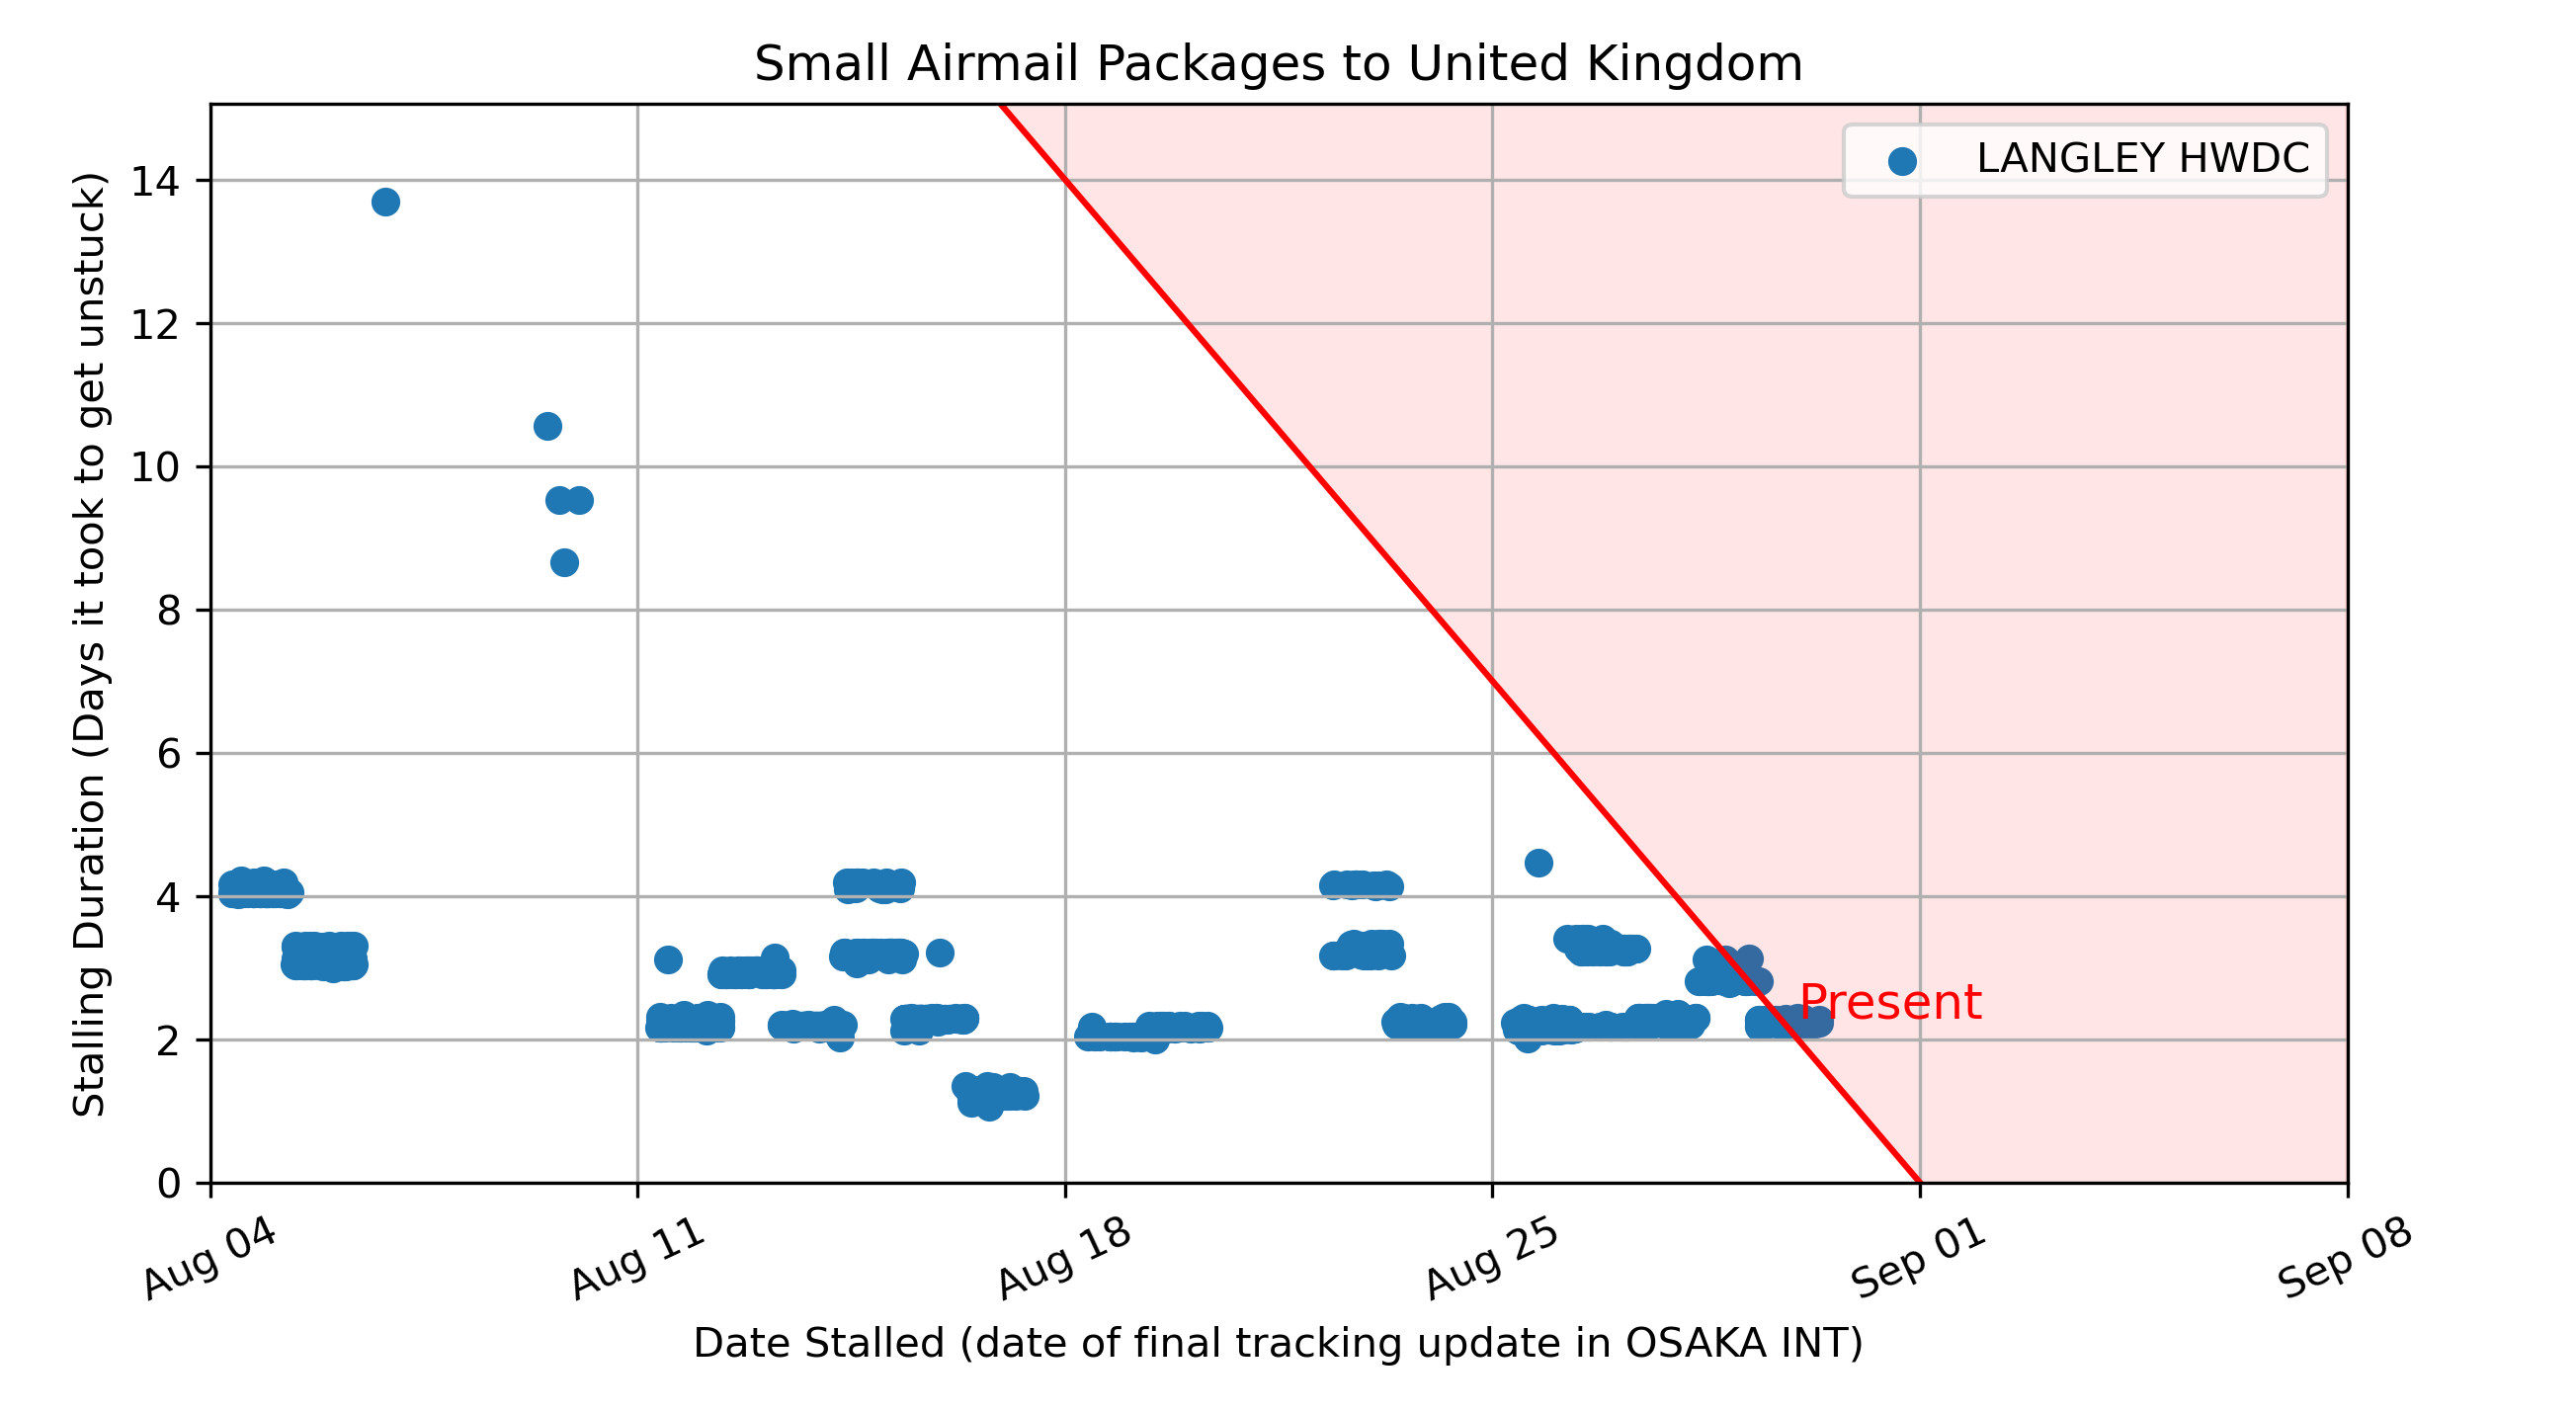 Small Airmail Packages to United Kingdom
LANGLEY HWDC
Stalling Duration (Days it took to get unstuck)
14
12
10
8
6
4
2
0
Present
Aug 04
Aug 11
Aug 18
Aug 25
Sep 01
Sep 08
Date Stalled (date of final tracking update in OSAKA INT)